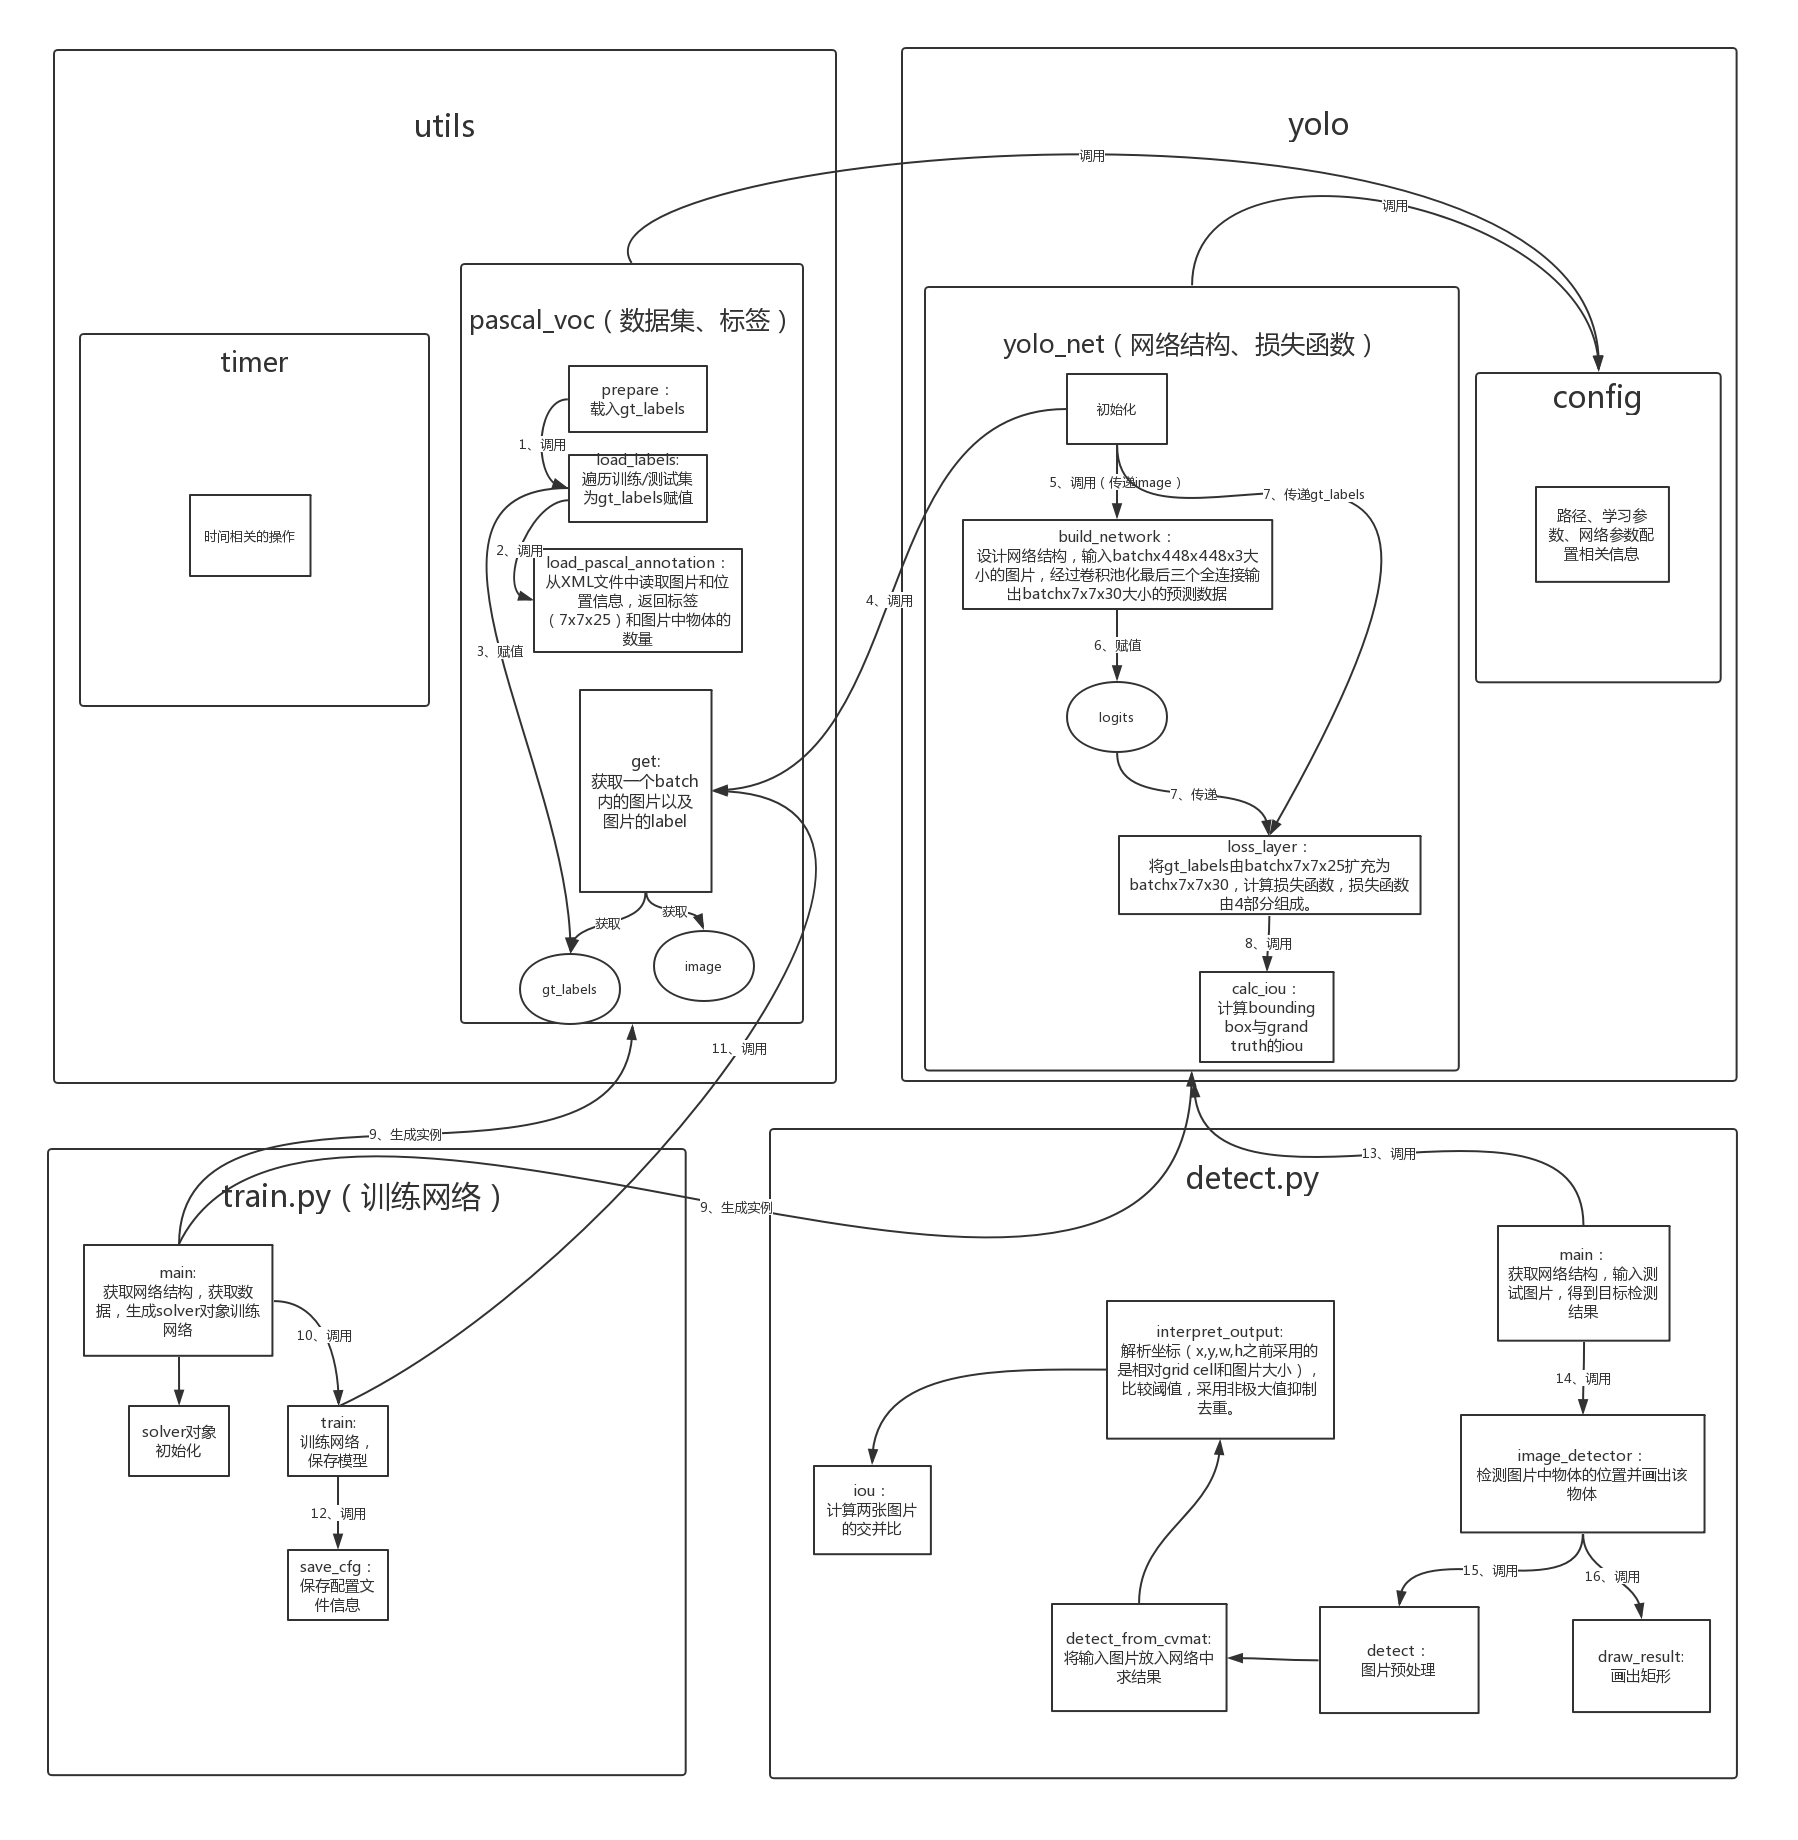 utils
timer
时间相关的操作
pascal_voc（数据集、标签）
prepare：
载入gt_labels
1、调用
load_labels:
遍历训练/测试集
为gt_labels赋值
2、调用
load_pascal_annotation：
从XML文件中读取图片和位
置信息，返回标签
（7x7x25）和图片中物体的
数量
3、赋值
get:
获取一个batch
内的图片以及
图片的label
获取
获取
gt_labels
image
调用
4、调用
yolo
调用
yolo_net（网络结构、损失函数）
初始化
5、调用（传递image）
7、传递gt_labels
build_network：
设计网络结构，输入batchx448x448x3大
小的图片，经过卷积池化最后三个全连接输
出batchx7x7x30大小的预测数据
6、赋值
logits
7、传递
loss_layer：
将gt_labels由batchx7x7x25扩充为
batchx7x7x30，计算损失函数，损失函数
由4部分组成。
8、调用
calc_iou：
计算bounding
box与grand
truth的iou
config
路径、学习参
数、网络参数配
置相关信息
11、调用
9、生成实例
9、生成实例
train.py（训练网络）
main:
获取网络结构，获取数
据，生成solver对象训练
网络
10、调用
solver对象
初始化
train:
训练网络，
保存模型
12、调用
save_cfg：
保存配置文
件信息
13、调用
detect.py
main：
获取网络结构，输入测
试图片，得到目标检测
结果
14、调用
image_detector：
检测图片中物体的位置并画出该
物体
15、调用
16、调用
interpret_output:
解析坐标（x,y,w,h之前采用的
是相对grid cell和图片大小），
比较阈值，采用非极大值抑制
去重。
iou：
计算两张图片
的交并比
detect_from_cvmat:
将输入图片放入网络中
求结果
detect：
图片预处理
draw_result:
画出矩形